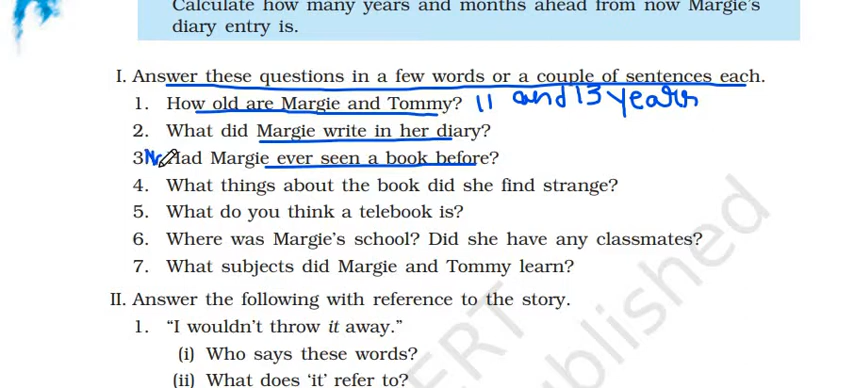 Calculate how many years and months ahead from now Margie's
diary entry is.
I. Answer these questions in a few words or a couple of sentences each.
1. How old are Margie and Tommy? 11 and 13 years
2. What did Margie write in her diary?
3 No Had Margie ever seen a book before?
4. What things about the book did she find strange?
5. What do you think a telebook is?
6. Where was Margie's school? Did she have any classmates?
7. What subjects did Margie and Tommy learn?
II. Answer the following with reference to the story.
1. “I wouldn't throw it away.”
(i) Who says these words?
(ii) What does ‘it’ refer to?